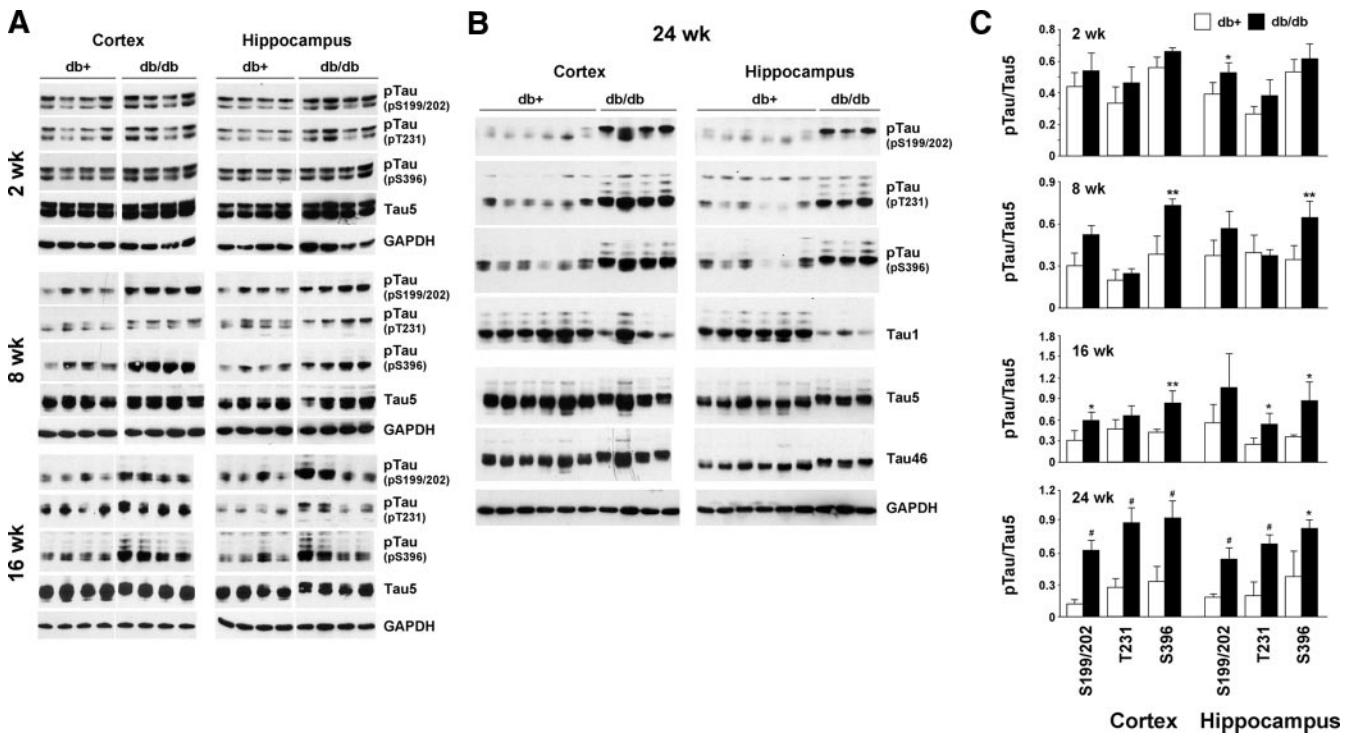 A
Cortex Hippocampus
db+ db/db db+ db/db
2 wk
pTau
(pS199/202)
pTau
(pT231)
pTau
(pS396)
Tau5
GAPDH
8 wk
pTau
(pS199/202)
pTau
(pT231)
pTau
(pS396)
Tau5
GAPDH
16 wk
pTau
(pS199/202)
pTau
(pT231)
pTau
(pS396)
Tau5
GAPDH
B
24 wk
Cortex Hippocampus
db+ db/db db+ db/db
pTau
(pS199/202)
pTau
(pT231)
pTau
(pS396)
Tau1
Tau5
Tau46
GAPDH
C
db+ db/db
2 wk
pTau/Tau5
0.8
0.6
0.4
0.2
0
*
8 wk
pTau/Tau5
0.9
0.6
0.3
0
** **
16 wk
pTau/Tau5
1.8
1.5
1.2
0.9
0.6
0.3
0
* ** * *
24 wk
pTau/Tau5
1.2
0.9
0.6
0.3
0
# # # # # *
S199/202 T231 S396 S199/202 T231 S396
Cortex Hippocampus